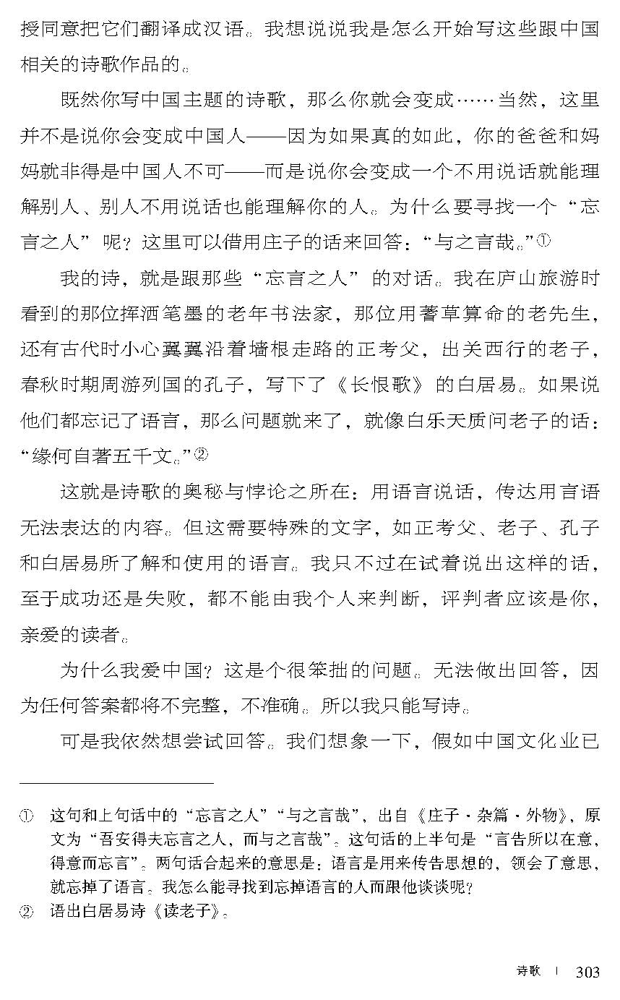 授同意把它们翻译成汉语。我想说说我是怎么开始写这些跟中国
相关的诗歌作品的。
既然你写中国主题的诗歌，那么你就会变成……当然，这里
并不是说你会变成中国人——因为如果真的如此，你的爸爸和妈
妈就非得是中国人不可——而是说你会变成一个不用说话就能理
解别人、别人不用说话也能理解你的人。为什么要寻找一个“忘
言之人”呢？这里可以借用庄子的话来回答：“与之言哉。”①
我的诗，就是跟那些“忘言之人”的对话。我在庐山旅游时
看到的那位挥洒笔墨的老年书法家，那位用蓍草算命的老先生，
还有古代时小心翼翼沿着墙根走路的正考父，出关西行的老子，
春秋时期周游列国的孔子，写下了《长恨歌》的白居易。如果说
他们都忘记了语言，那么问题就来了，就像白乐天质问老子的话：
“缘何自著五千文。”②
这就是诗歌的奥秘与悖论之所在：用语言说话，传达用言语
无法表达的内容。但这需要特殊的文字，如正考父、老子、孔子
和白居易所了解和使用的语言。我只不过在试着说出这样的话，
至于成功还是失败，都不能由我个人来判断，评判者应该是你，
亲爱的读者。
为什么我爱中国？这是个很笨拙的问题。无法做出回答，因
为任何答案都将不完整，不准确。所以我只能写诗。
可是我依然想尝试回答。我们想象一下，假如中国文化业已
① 这句和上句话中的“忘言之人”“与之言哉”，出自《庄子·杂篇·外物》，原
文为“吾安得夫忘言之人，而与之言哉”。这句话的上半句是“言告所以在意，
得意而忘言”。两句话合起来的意思是：语言是用来传告思想的，领会了意思，
就忘掉了语言。我怎么能寻找到忘掉语言的人而跟他谈谈呢？
② 语出白居易诗《读老子》。
诗歌 | 303